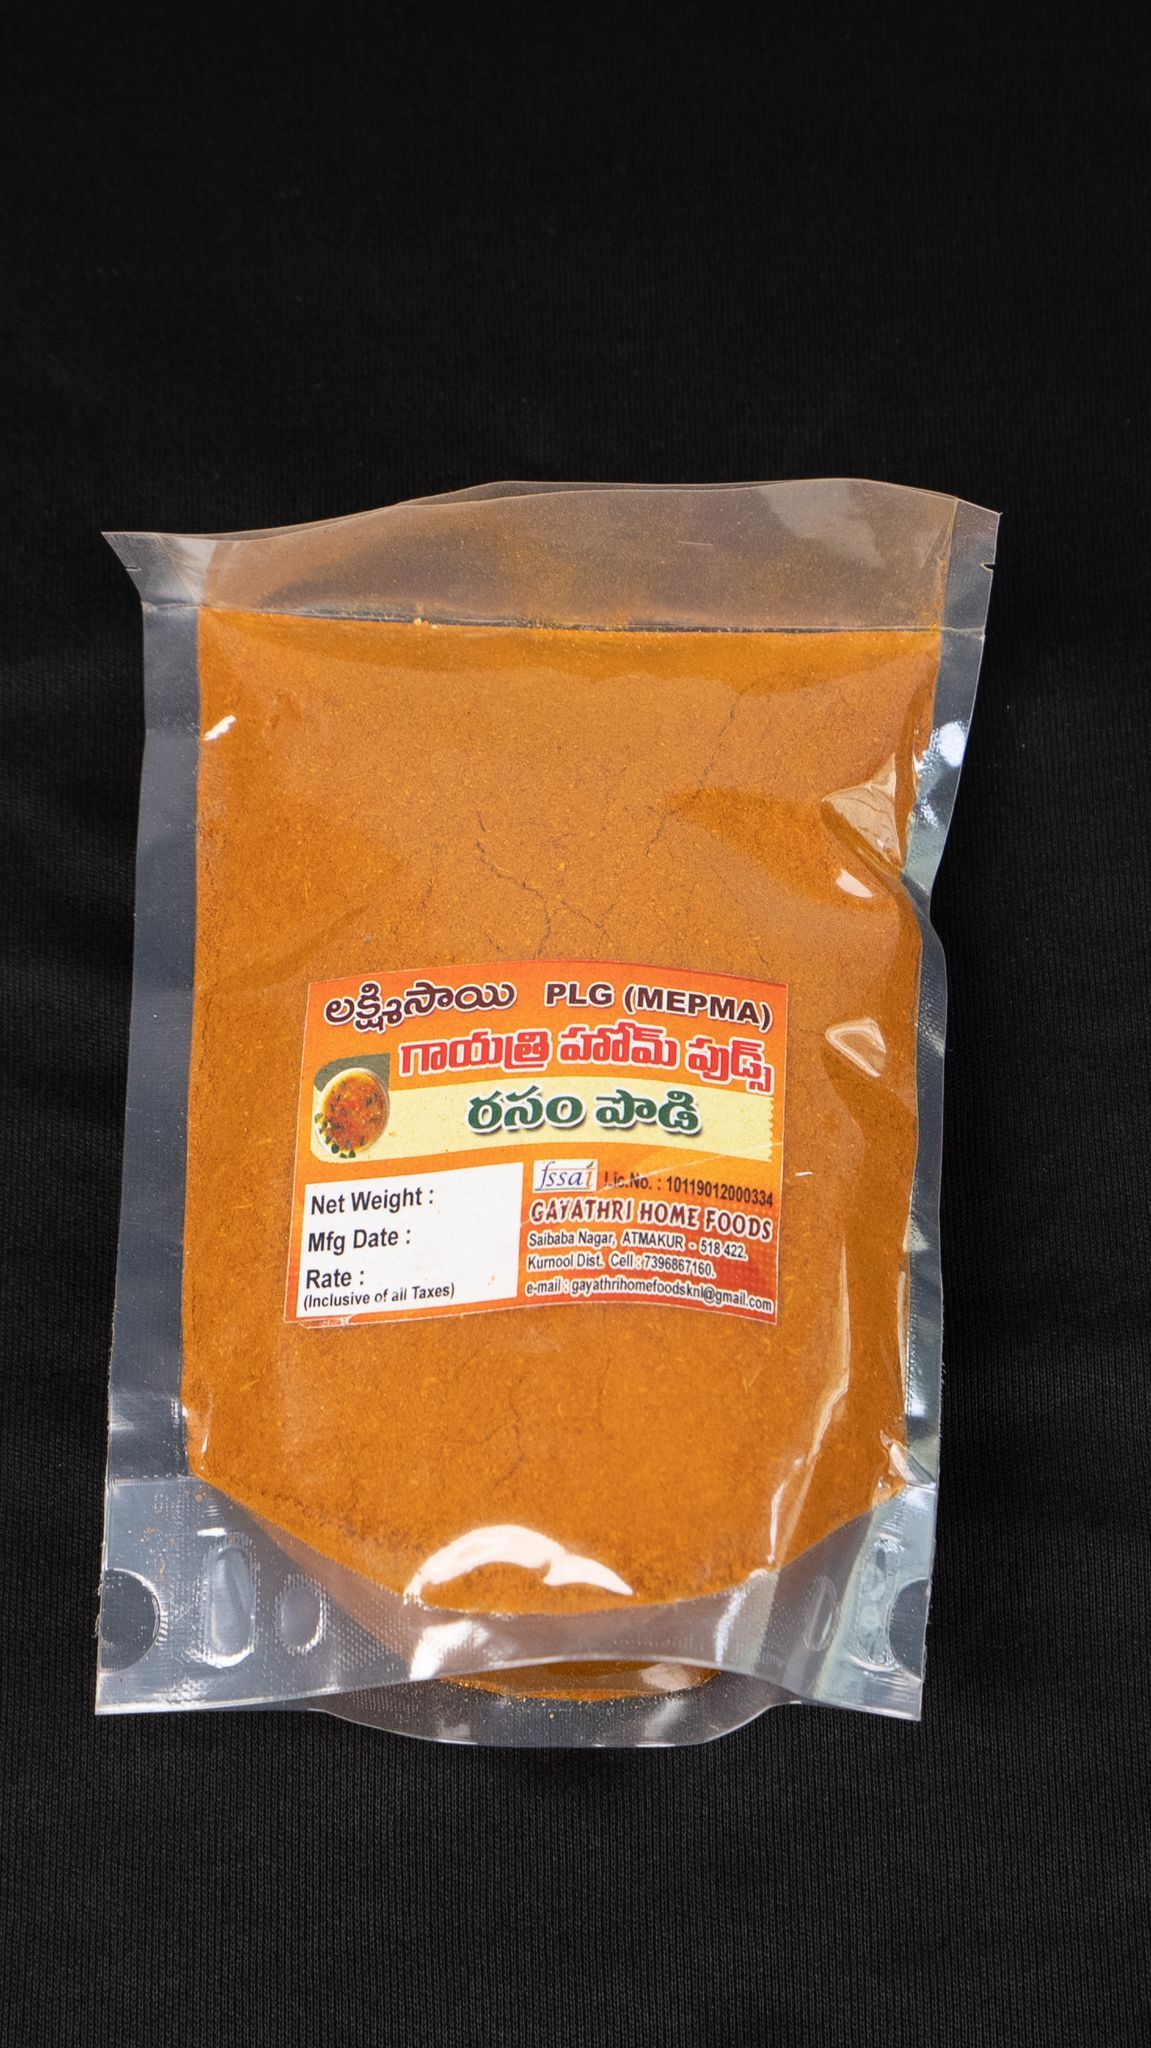 లక్ష్మిసాయి PLG (MEPMA)
గాయత్రి హోమ్ ఫుడ్స్
రసం పొడి
fssai Lic.No. : 10119012000334
GAYATHRI HOME FOODS
Saibaba Nagar, ATMAKUR - 518 422.
Kurnool Dist. Cell : 7396867160.
e-mail : gayathrihomefoodsknl@gmail.com
Net Weight :
Mfg Date :
Rate :
(Inclusive of all Taxes)